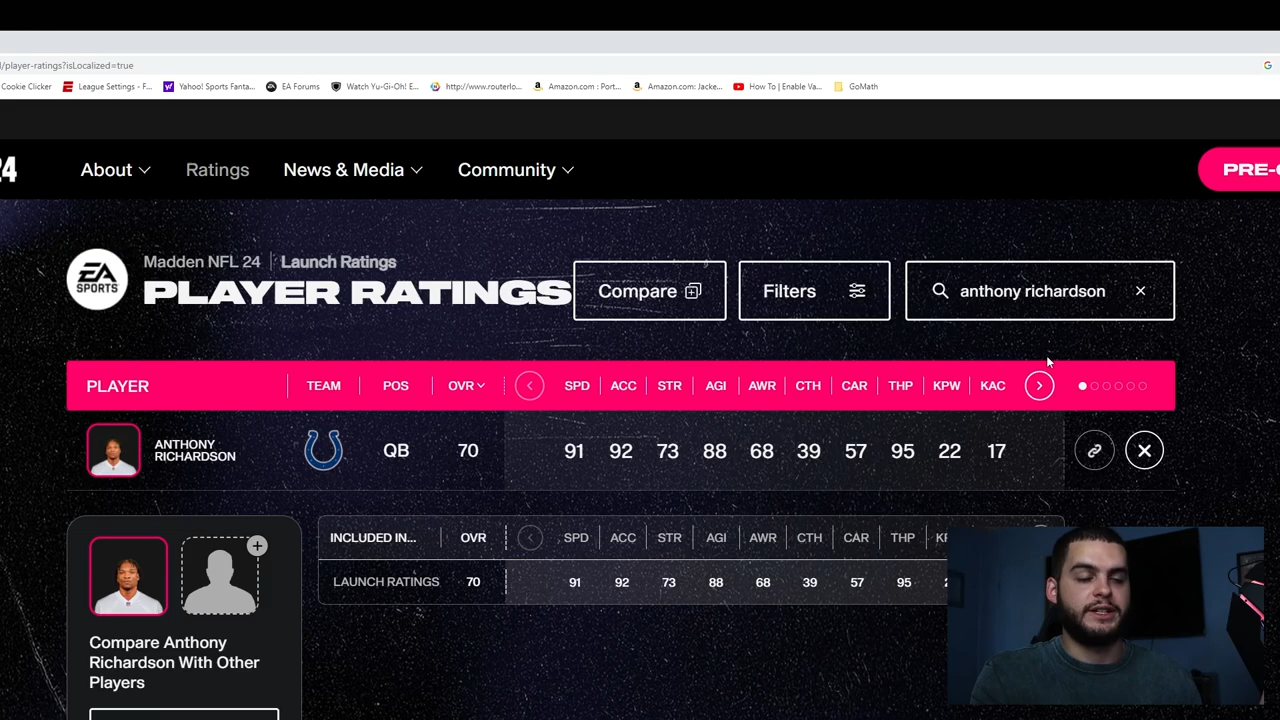 l/player-ratings?isLocalized=true
Cookie Clicker League Settings - F... Yahoo! Sports Fanta... EA Forums Watch Yu-Gi-Oh! E... http://www.routerlo... Amazon.com : Port... Amazon.com: Jacke... How To | Enable Va... GoMath
24 About Ratings News & Media Community PRE-
EA SPORTS
Madden NFL 24 | Launch Ratings
PLAYER RATINGS
Compare Filters anthony richardson
PLAYER TEAM POS OVR SPD ACC STR AGI AWR CTH CAR THP KPW KAC
ANTHONY RICHARDSON QB 70 91 92 73 88 68 39 57 95 22 17
INCLUDED IN... OVR SPD ACC STR AGI AWR CTH CAR THP
LAUNCH RATINGS 70 91 92 73 88 68 39 57 95
Compare Anthony
Richardson With Other
Players